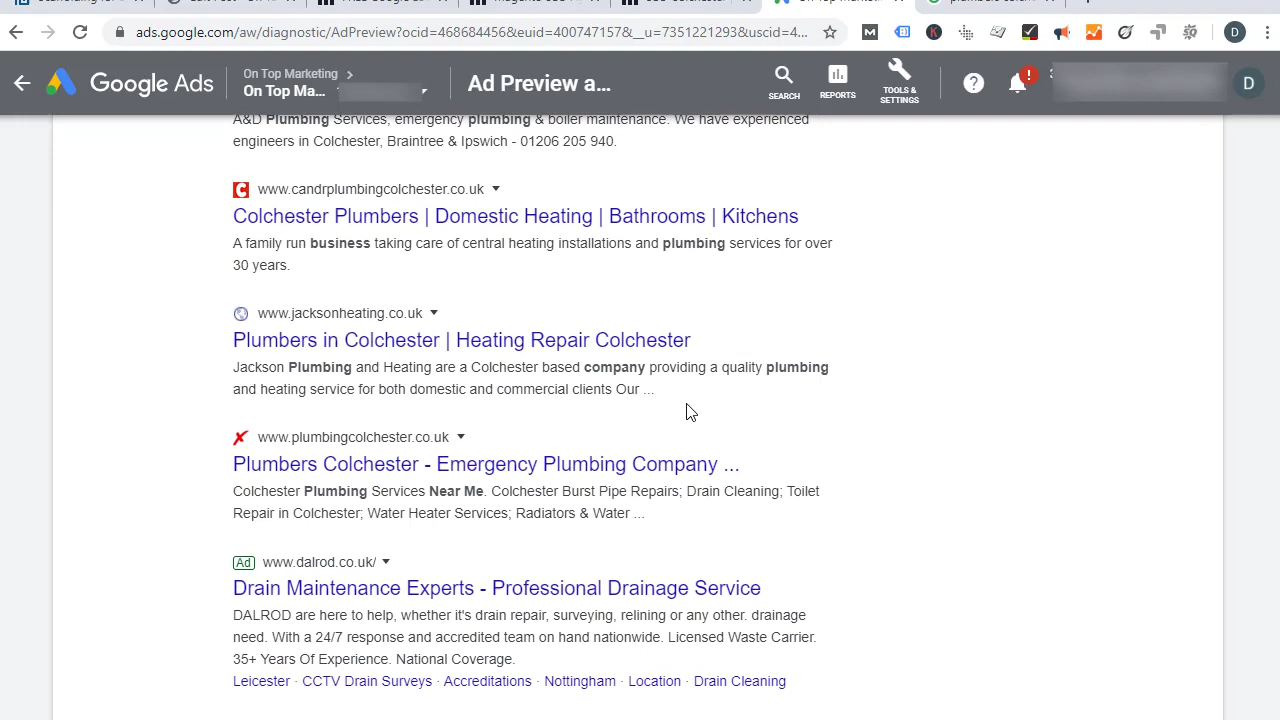 ads.google.com/aw/diagnostic/AdPreview?ocid=466684456&euid=400747157&__u=7351221293&uscid=4...
D
Google Ads
On Top Marketing
On Top Ma...
Ad Preview a...
SEARCH
REPORTS
TOOLS &
SETTINGS
D
A&D Plumbing Services, emergency plumbing & boiler maintenance. We have experienced
engineers in Colchester, Braintree & Ipswich - 01206 205 940.
www.candrplumbingcolchester.co.uk
Colchester Plumbers | Domestic Heating | Bathrooms | Kitchens
A family run business taking care of central heating installations and plumbing services for over
30 years.
www.jacksonheating.co.uk
Plumbers in Colchester | Heating Repair Colchester
Jackson Plumbing and Heating are a Colchester based company providing a quality plumbing
and heating service for both domestic and commercial clients Our ...
www.plumbingcolchester.co.uk
Plumbers Colchester - Emergency Plumbing Company ...
Colchester Plumbing Services Near Me. Colchester Burst Pipe Repairs; Drain Cleaning; Toilet
Repair in Colchester; Water Heater Services; Radiators & Water ...
Ad www.dalrod.co.uk/
Drain Maintenance Experts - Professional Drainage Service
DALROD are here to help, whether it's drain repair, surveying, relining or any other. drainage
need. With a 24/7 response and accredited team on hand nationwide. Licensed Waste Carrier.
35+ Years Of Experience. National Coverage.
Leicester · CCTV Drain Surveys · Accreditations · Nottingham · Location · Drain Cleaning